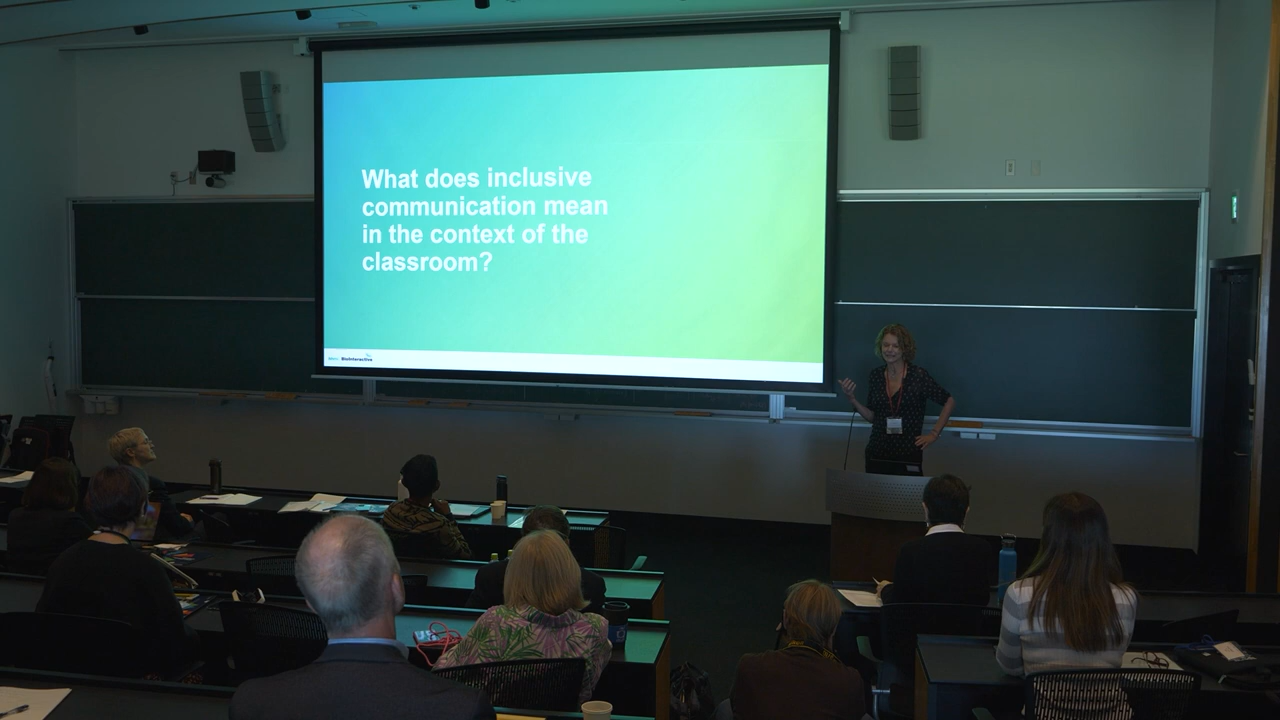 What does inclusive
communication mean
in the context of the
classroom?
BioInteractive